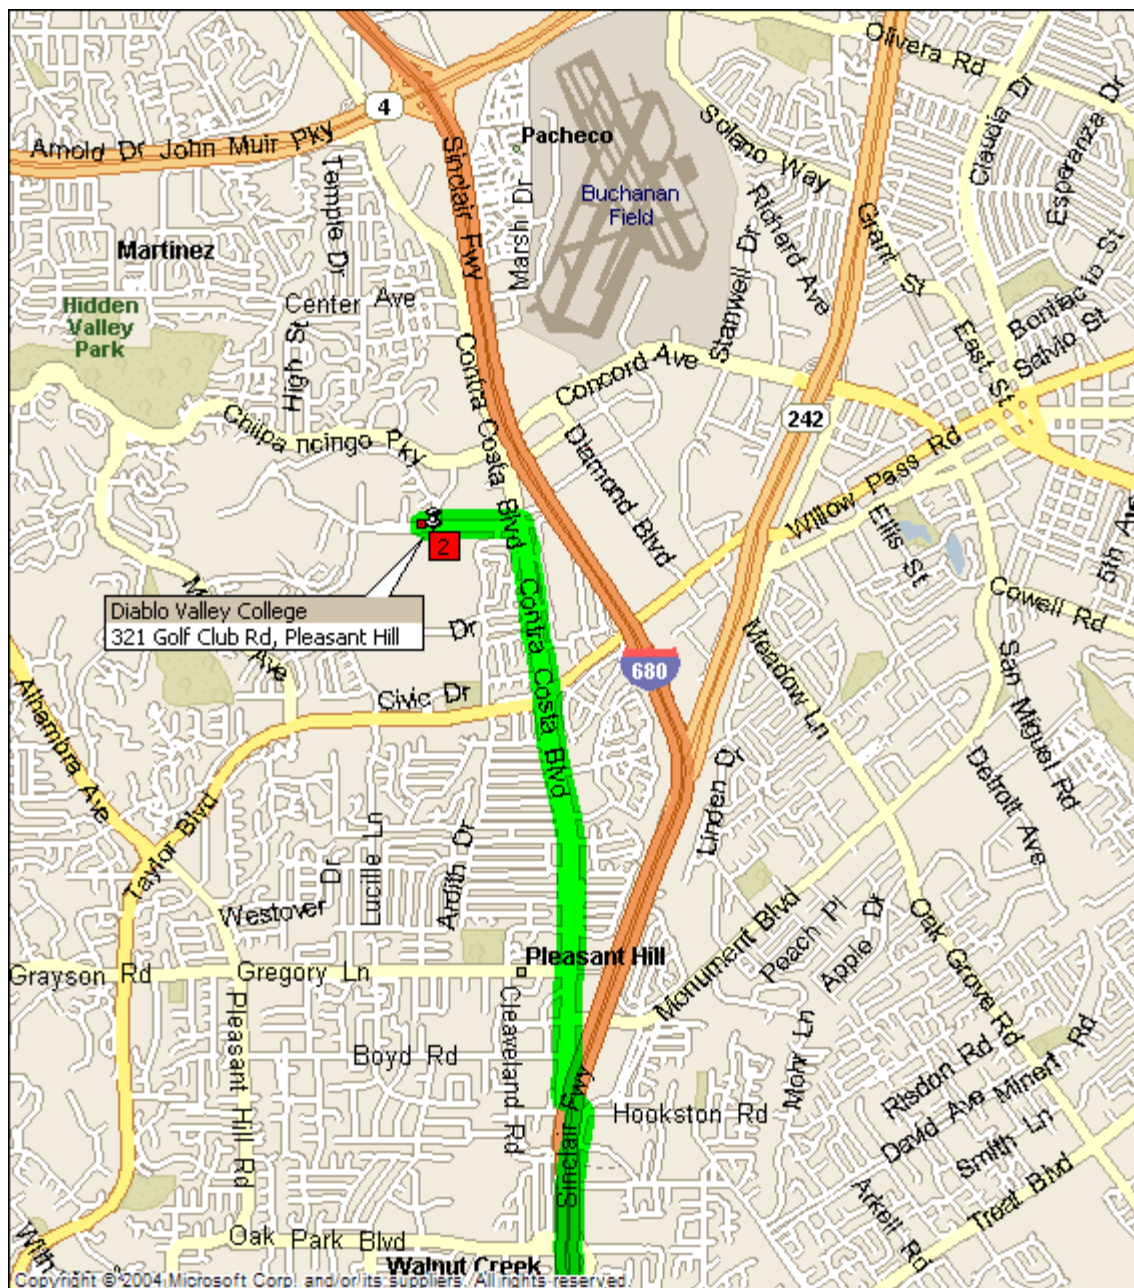 Olivera Rd
Claudia Dr
Esperanza Dr
4
Arnold Dr John Muir Pky
Pacheco
Solano Way
Sinclair Fwy
Temple Dr
Marsh Dr
Buchanan
Field
Richard Ave
Grant St
Stanwell Dr
Martinez
Center Ave
Hidden
Valley
Park
High St
Contra Costa Blvd
Concord Ave
East St
Bonifacio St
Salvio St
242
Chilpancingo Pky
Diamond Blvd
Willow Pass Rd
Ellis St
5th Ave
2
Diablo Valley College
321 Golf Club Rd, Pleasant Hill
Dr
Ave
Cowell Rd
Contra Costa Blvd
680
Meadow Ln
San Miguel Rd
Civic Dr
Alhambra Ave
Taylor Blvd
Linden Dr
Detroit Ave
Dr
Lucille Ln
Ardith Dr
Westover
Monument Blvd
Peach Pl
Apple Dr
Oak Grove Rd
Pleasant Hill
Grayson Rd
Gregory Ln
Pleasant Hill Rd
Cleaveland Rd
Boyd Rd
Mohr Ln
Risdon Rd
David Ave
Minert Rd
Smith Ln
Sinclair Fwy
Hookston Rd
Arkell Rd
Treat Blvd
Oak Park Blvd
Walnut Creek
Copyright © 2004 Microsoft Corp. and/or its suppliers. All rights reserved.